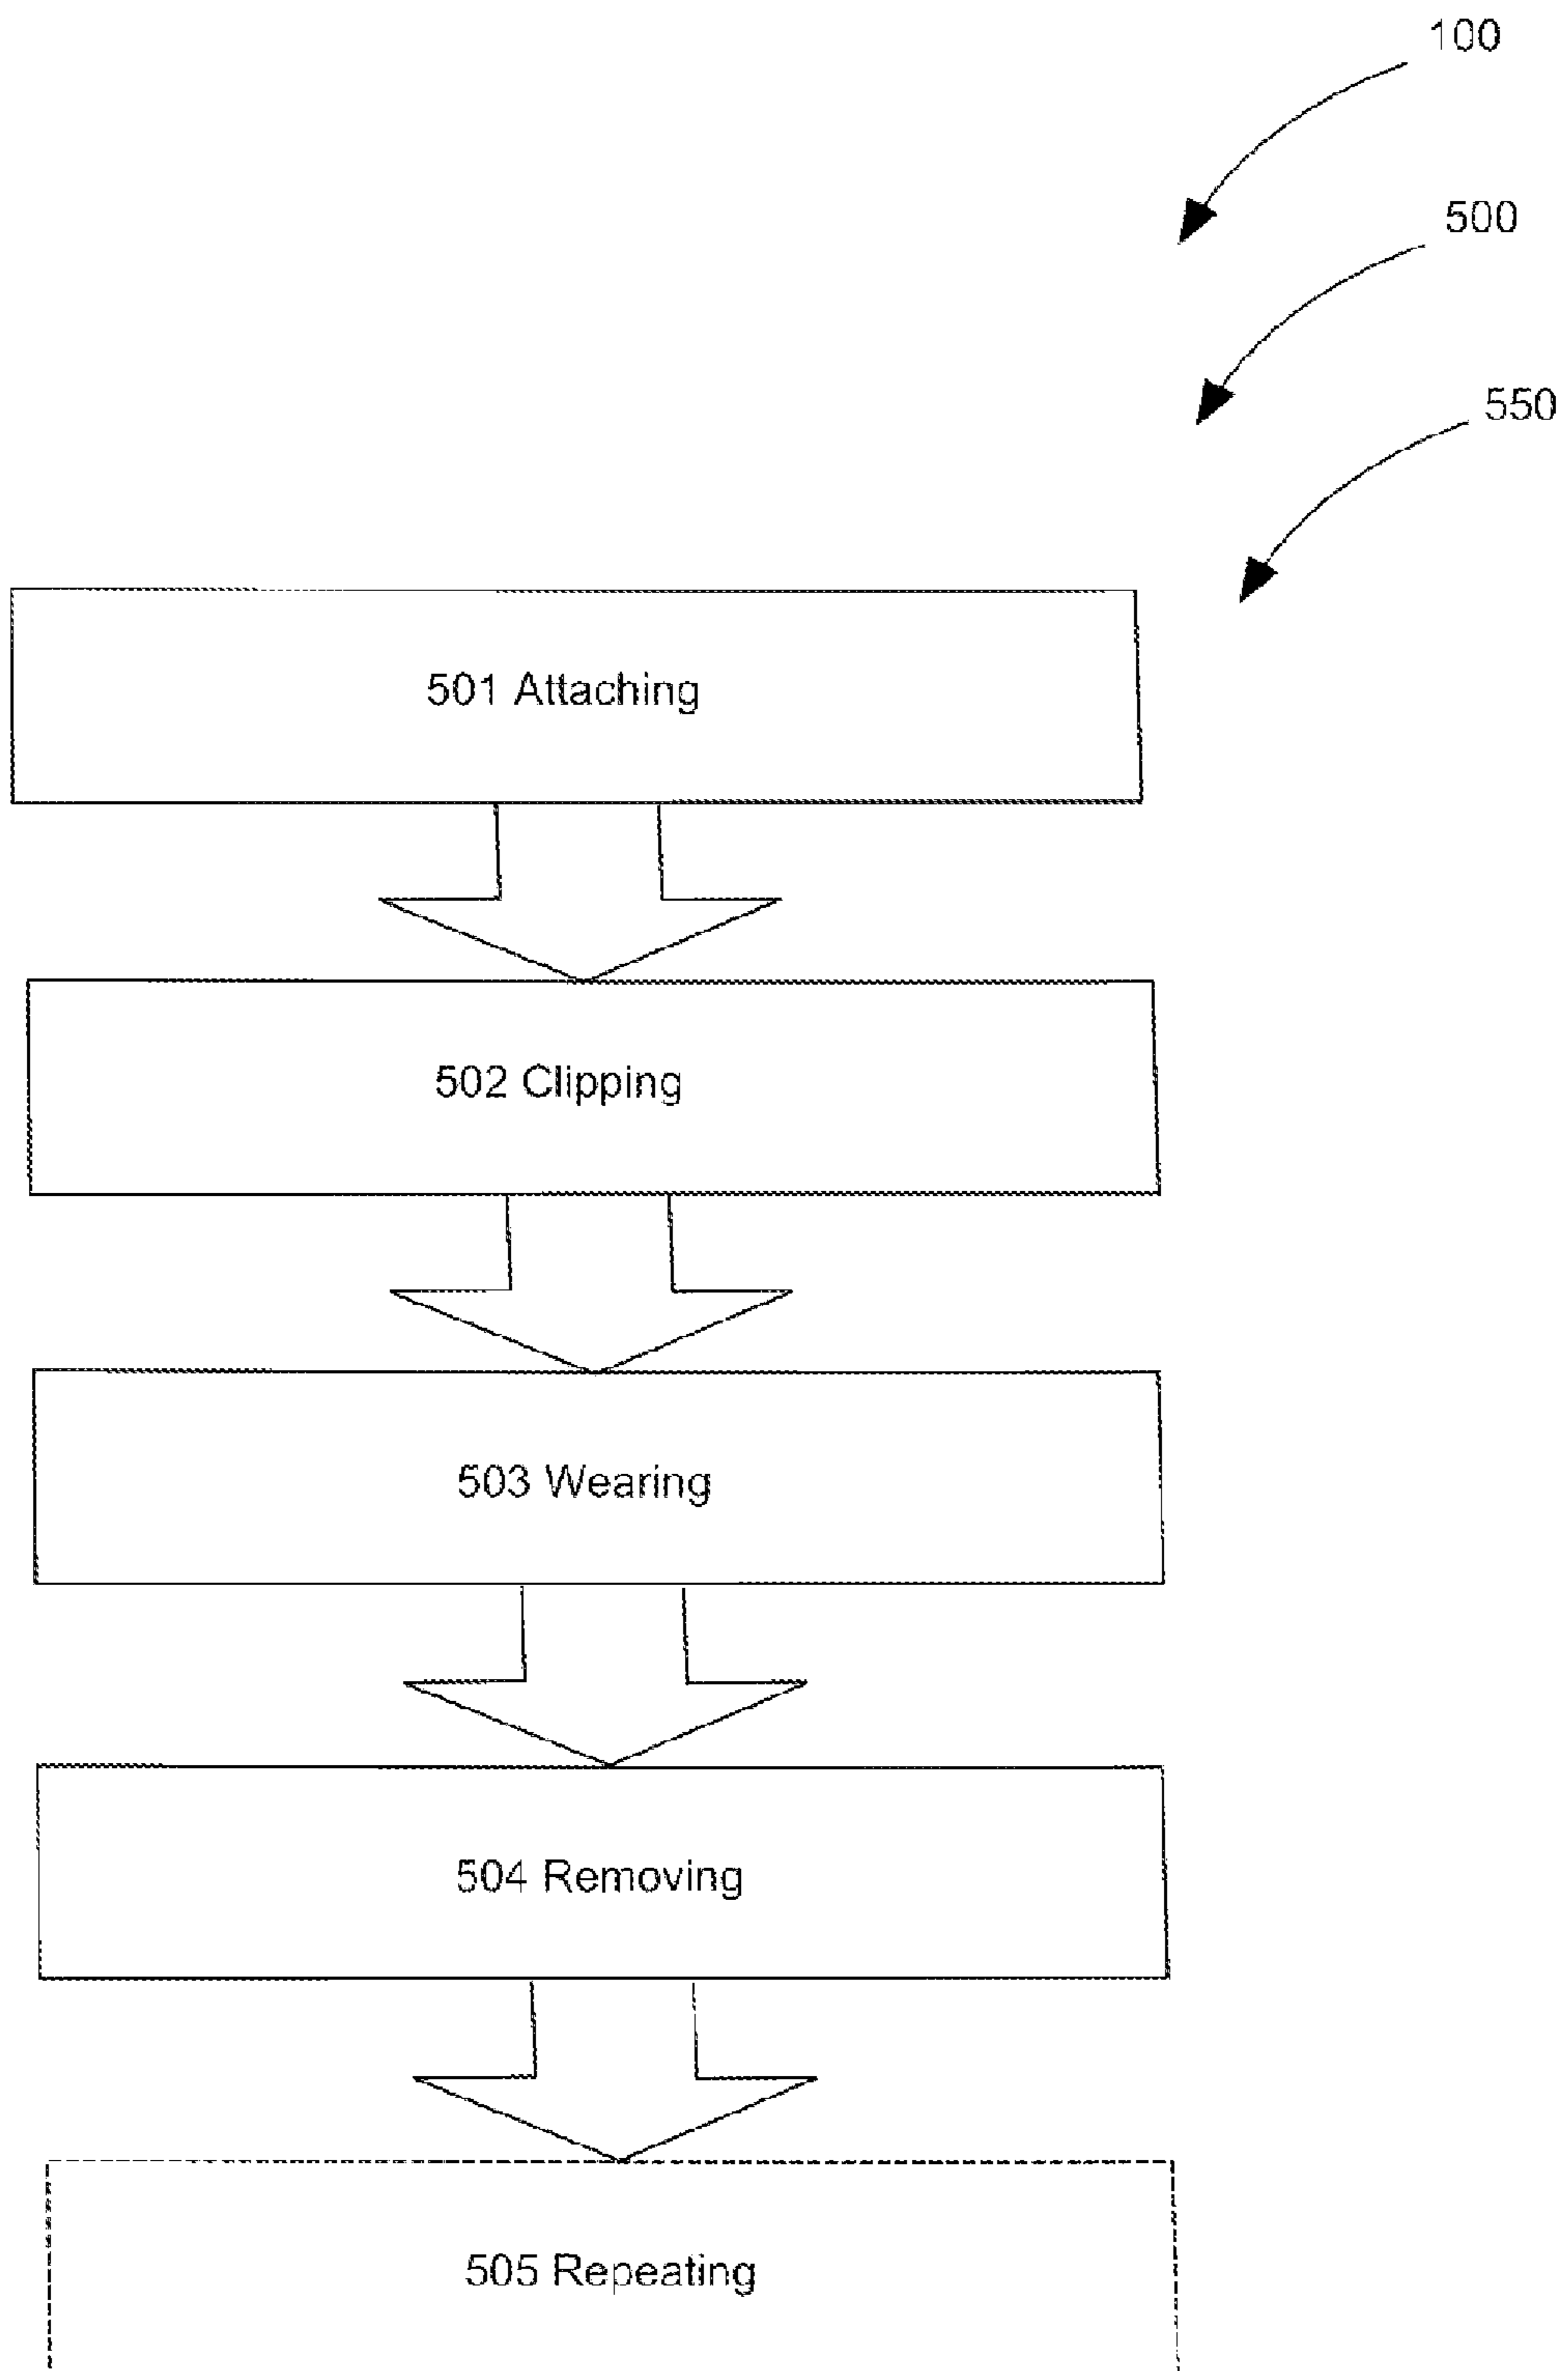 100
500
550
501 Attaching
502 Clipping
503 Wearing
504 Removing
505 Repeating